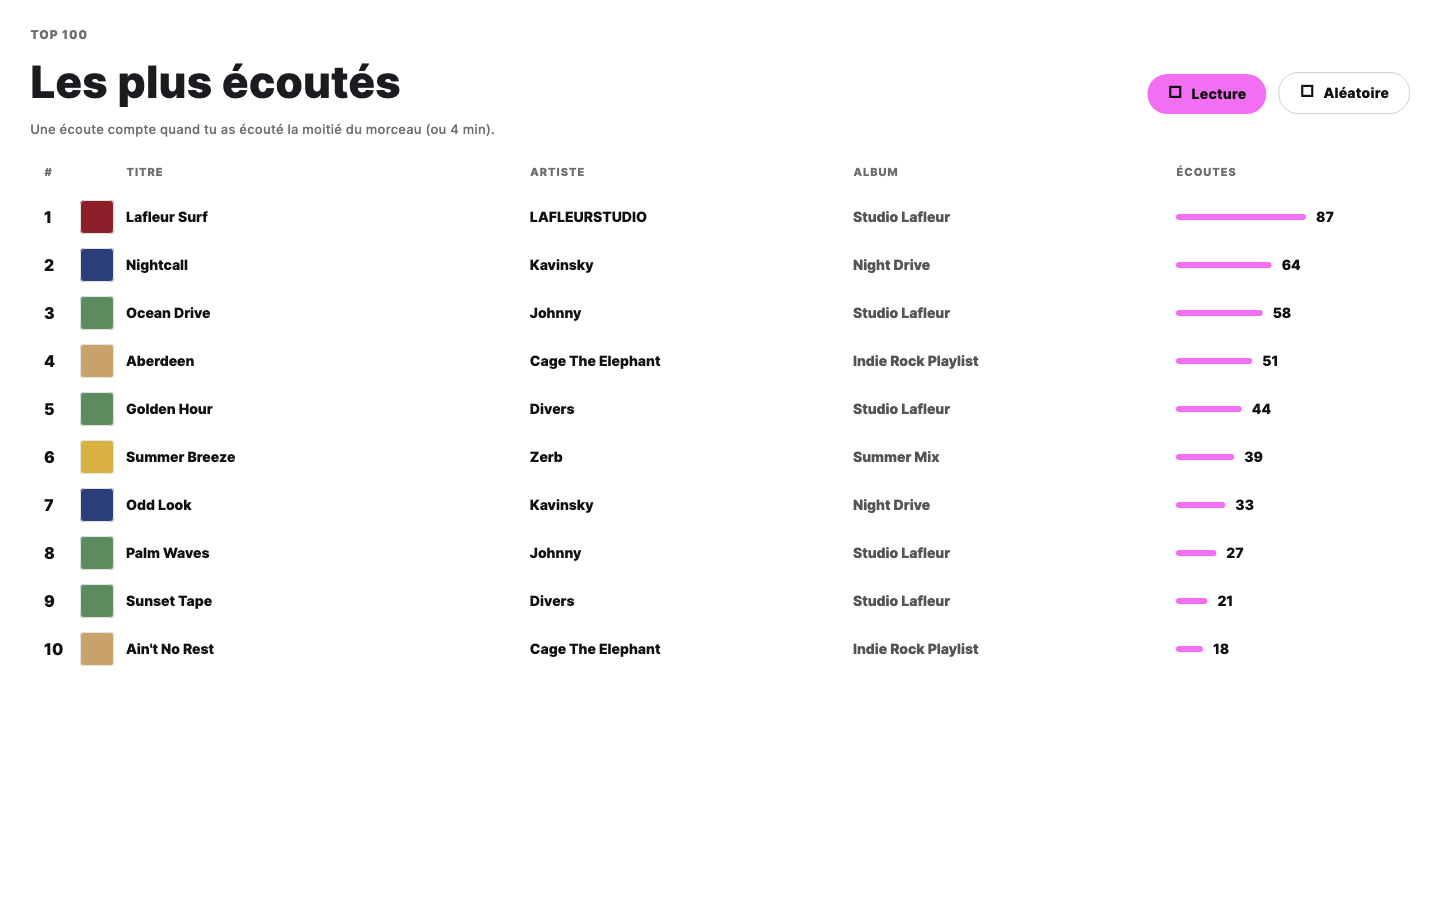 TOP 100
Les plus écoutés
Lecture
Aléatoire
Une écoute compte quand tu as écouté la moitié du morceau (ou 4 min).
# TITRE ARTISTE ALBUM ÉCOUTES
1 Lafleur Surf LAFLEURSTUDIO Studio Lafleur 87
2 Nightcall Kavinsky Night Drive 64
3 Ocean Drive Johnny Studio Lafleur 58
4 Aberdeen Cage The Elephant Indie Rock Playlist 51
5 Golden Hour Divers Studio Lafleur 44
6 Summer Breeze Zerb Summer Mix 39
7 Odd Look Kavinsky Night Drive 33
8 Palm Waves Johnny Studio Lafleur 27
9 Sunset Tape Divers Studio Lafleur 21
10 Ain't No Rest Cage The Elephant Indie Rock Playlist 18